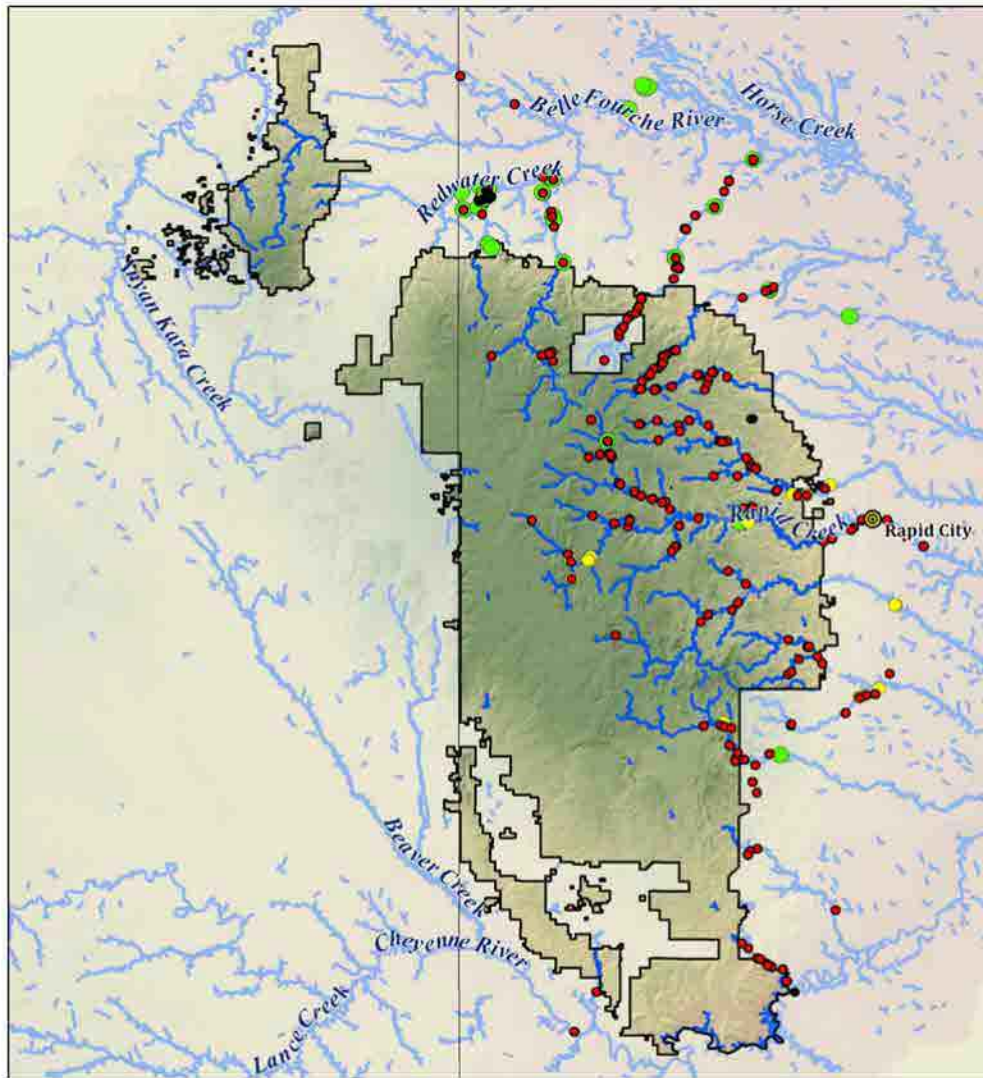 Horse Creek
Belle Fourche River
Redwater Creek
Inyan Kara Creek
Rapid Creek
Rapid City
Beaver Creek
Cheyenne River
Lance Creek